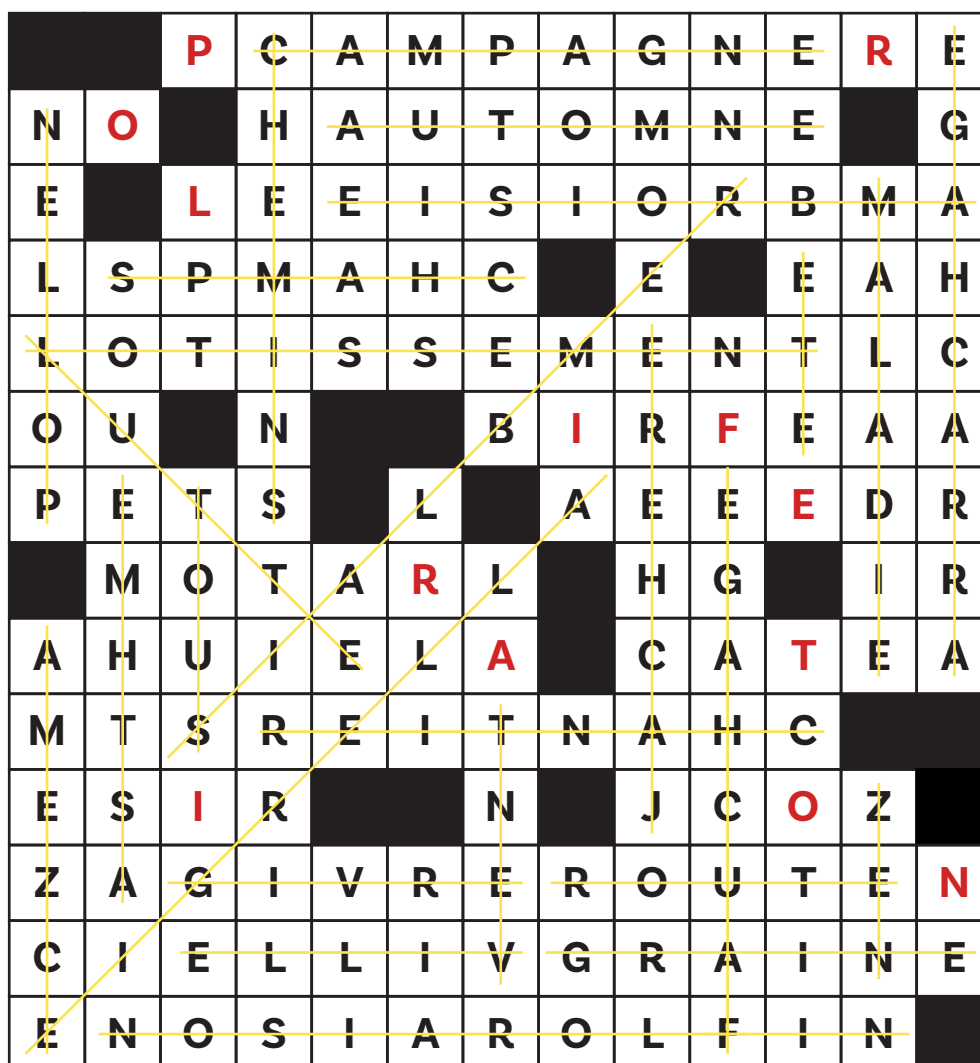 P C A M P A G N E R E
N O H A U T O M N E G
E L E E I S I O R B M A
L S P M A H C E E A H
L O T I S S E M E N T L C
O U N B I R F E A A
P E T S L A E E E D R
M O T A R L H G I R
A H U I E L A C A T E A
M T S R E I T N A H C
E S I R N J C O Z
Z A G I V R E R O U T E N
C I E L L I V G R A I N E
E N O S I A R O L F I N